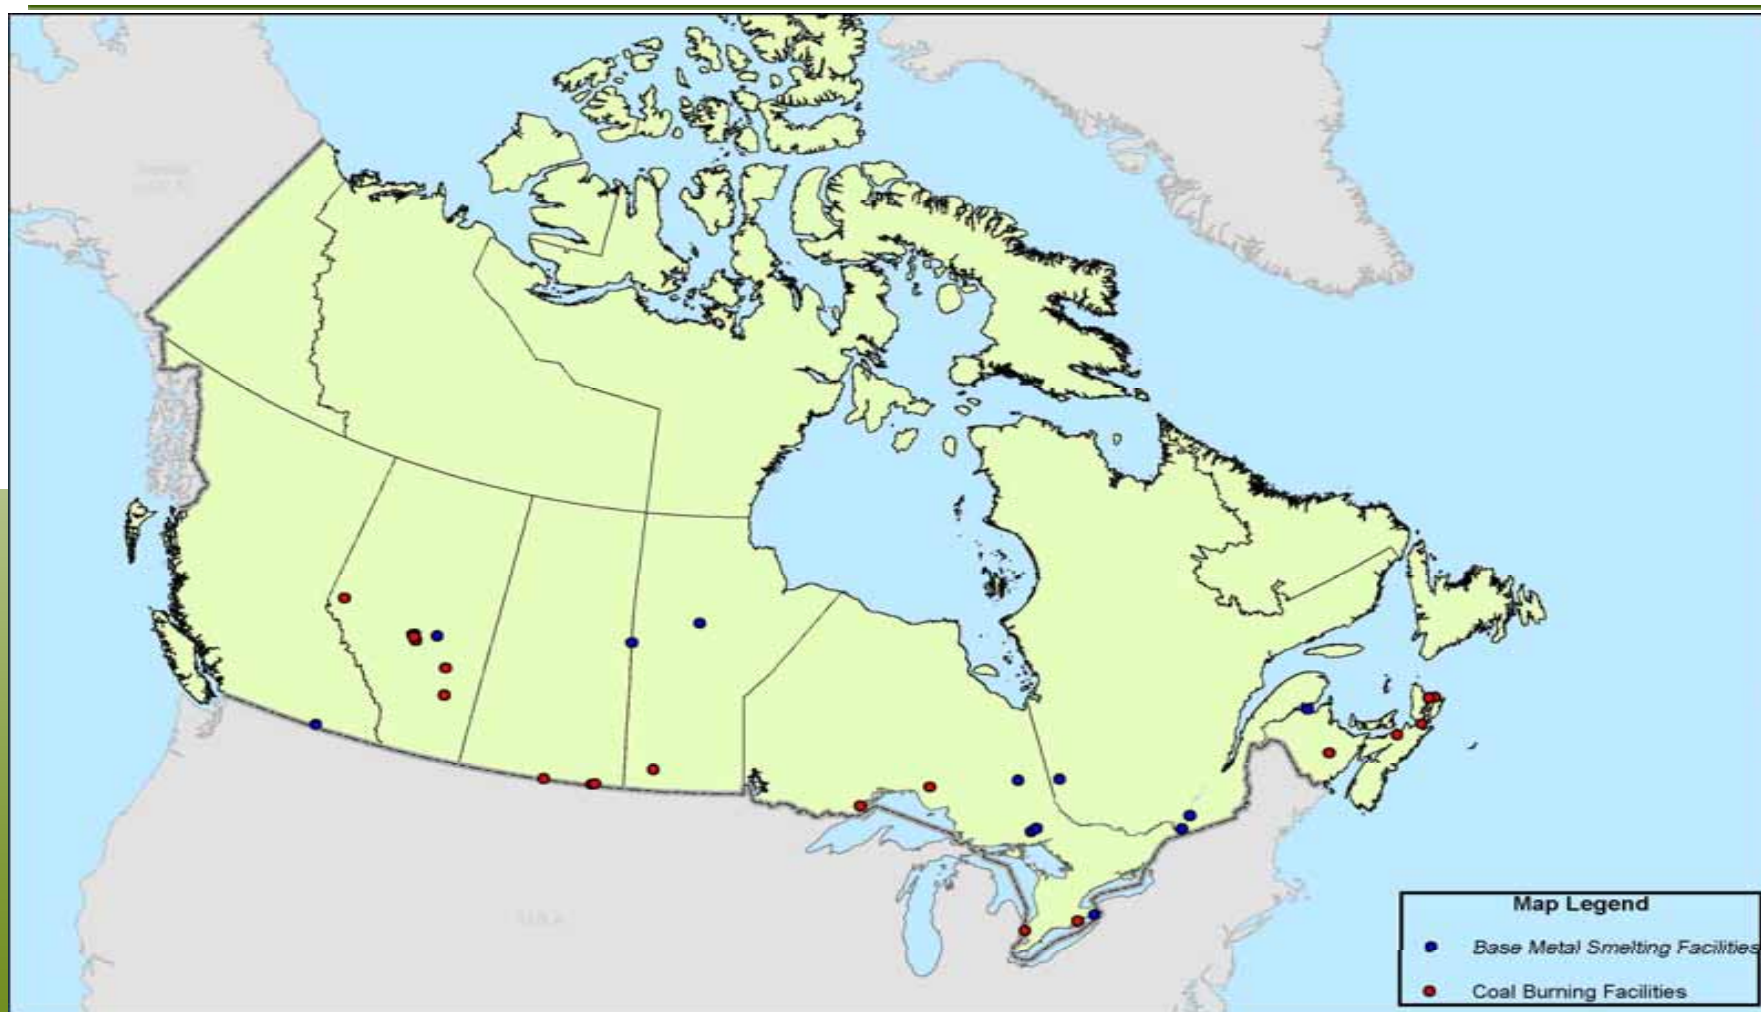 U.S.A
Map Legend
Base Metal Smelting Facilities
Coal Burning Facilities